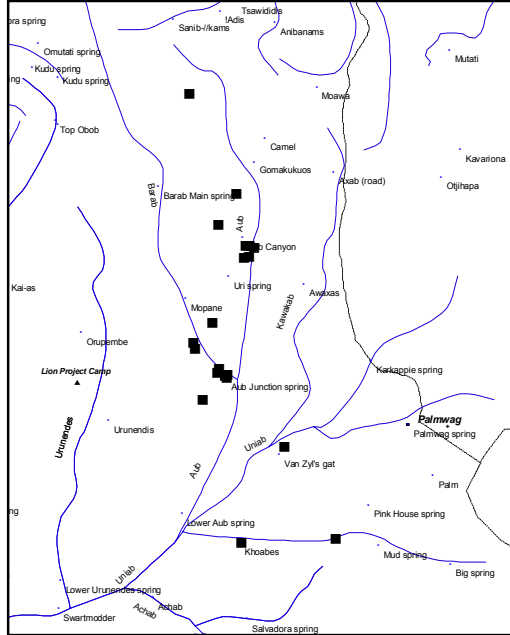 Tsawididis
ora spring
!Adis
Sanib-//kams
Anibanams
Omutati spring
Mutati
Kudu spring
ng
Kudu spring
Moawa
Top Obob
Camel
Kavariona
Gomakukuos
Axab (road)
Otjihapa
Barab
Barab Main spring
Aub
b Canyon
Kai-as
Uri spring
Awaxas
Mopane
Kawakab
Orupembe
Karkappie spring
Lion Project Camp
Aub Junction spring
Urunendes
Urunendis
Palmwag
Palmwag spring
Uniab
Van Zyl's gat
Aub
Palm
ng
Pink House spring
Lower Aub spring
Khoabes
Mud spring
Uniab
Big spring
Lower Urunendes spring
Achab
Achab
Swartmodder
Salvadora spring